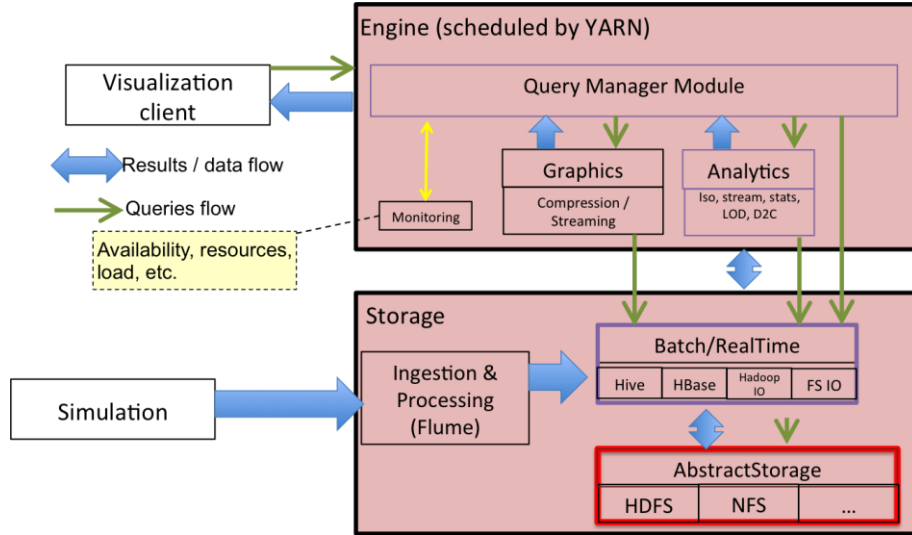 Engine (scheduled by YARN)
Visualization
client
Query Manager Module
Results / data flow
Queries flow
Graphics
Compression /
Streaming
Analytics
Iso, stream, stats,
LOD, D2C
Monitoring
Availability, resources,
load, etc.
Storage
Simulation
Ingestion &
Processing
(Flume)
Batch/RealTime
Hive
HBase
Hadoop
IO
FS IO
AbstractStorage
HDFS
NFS
...